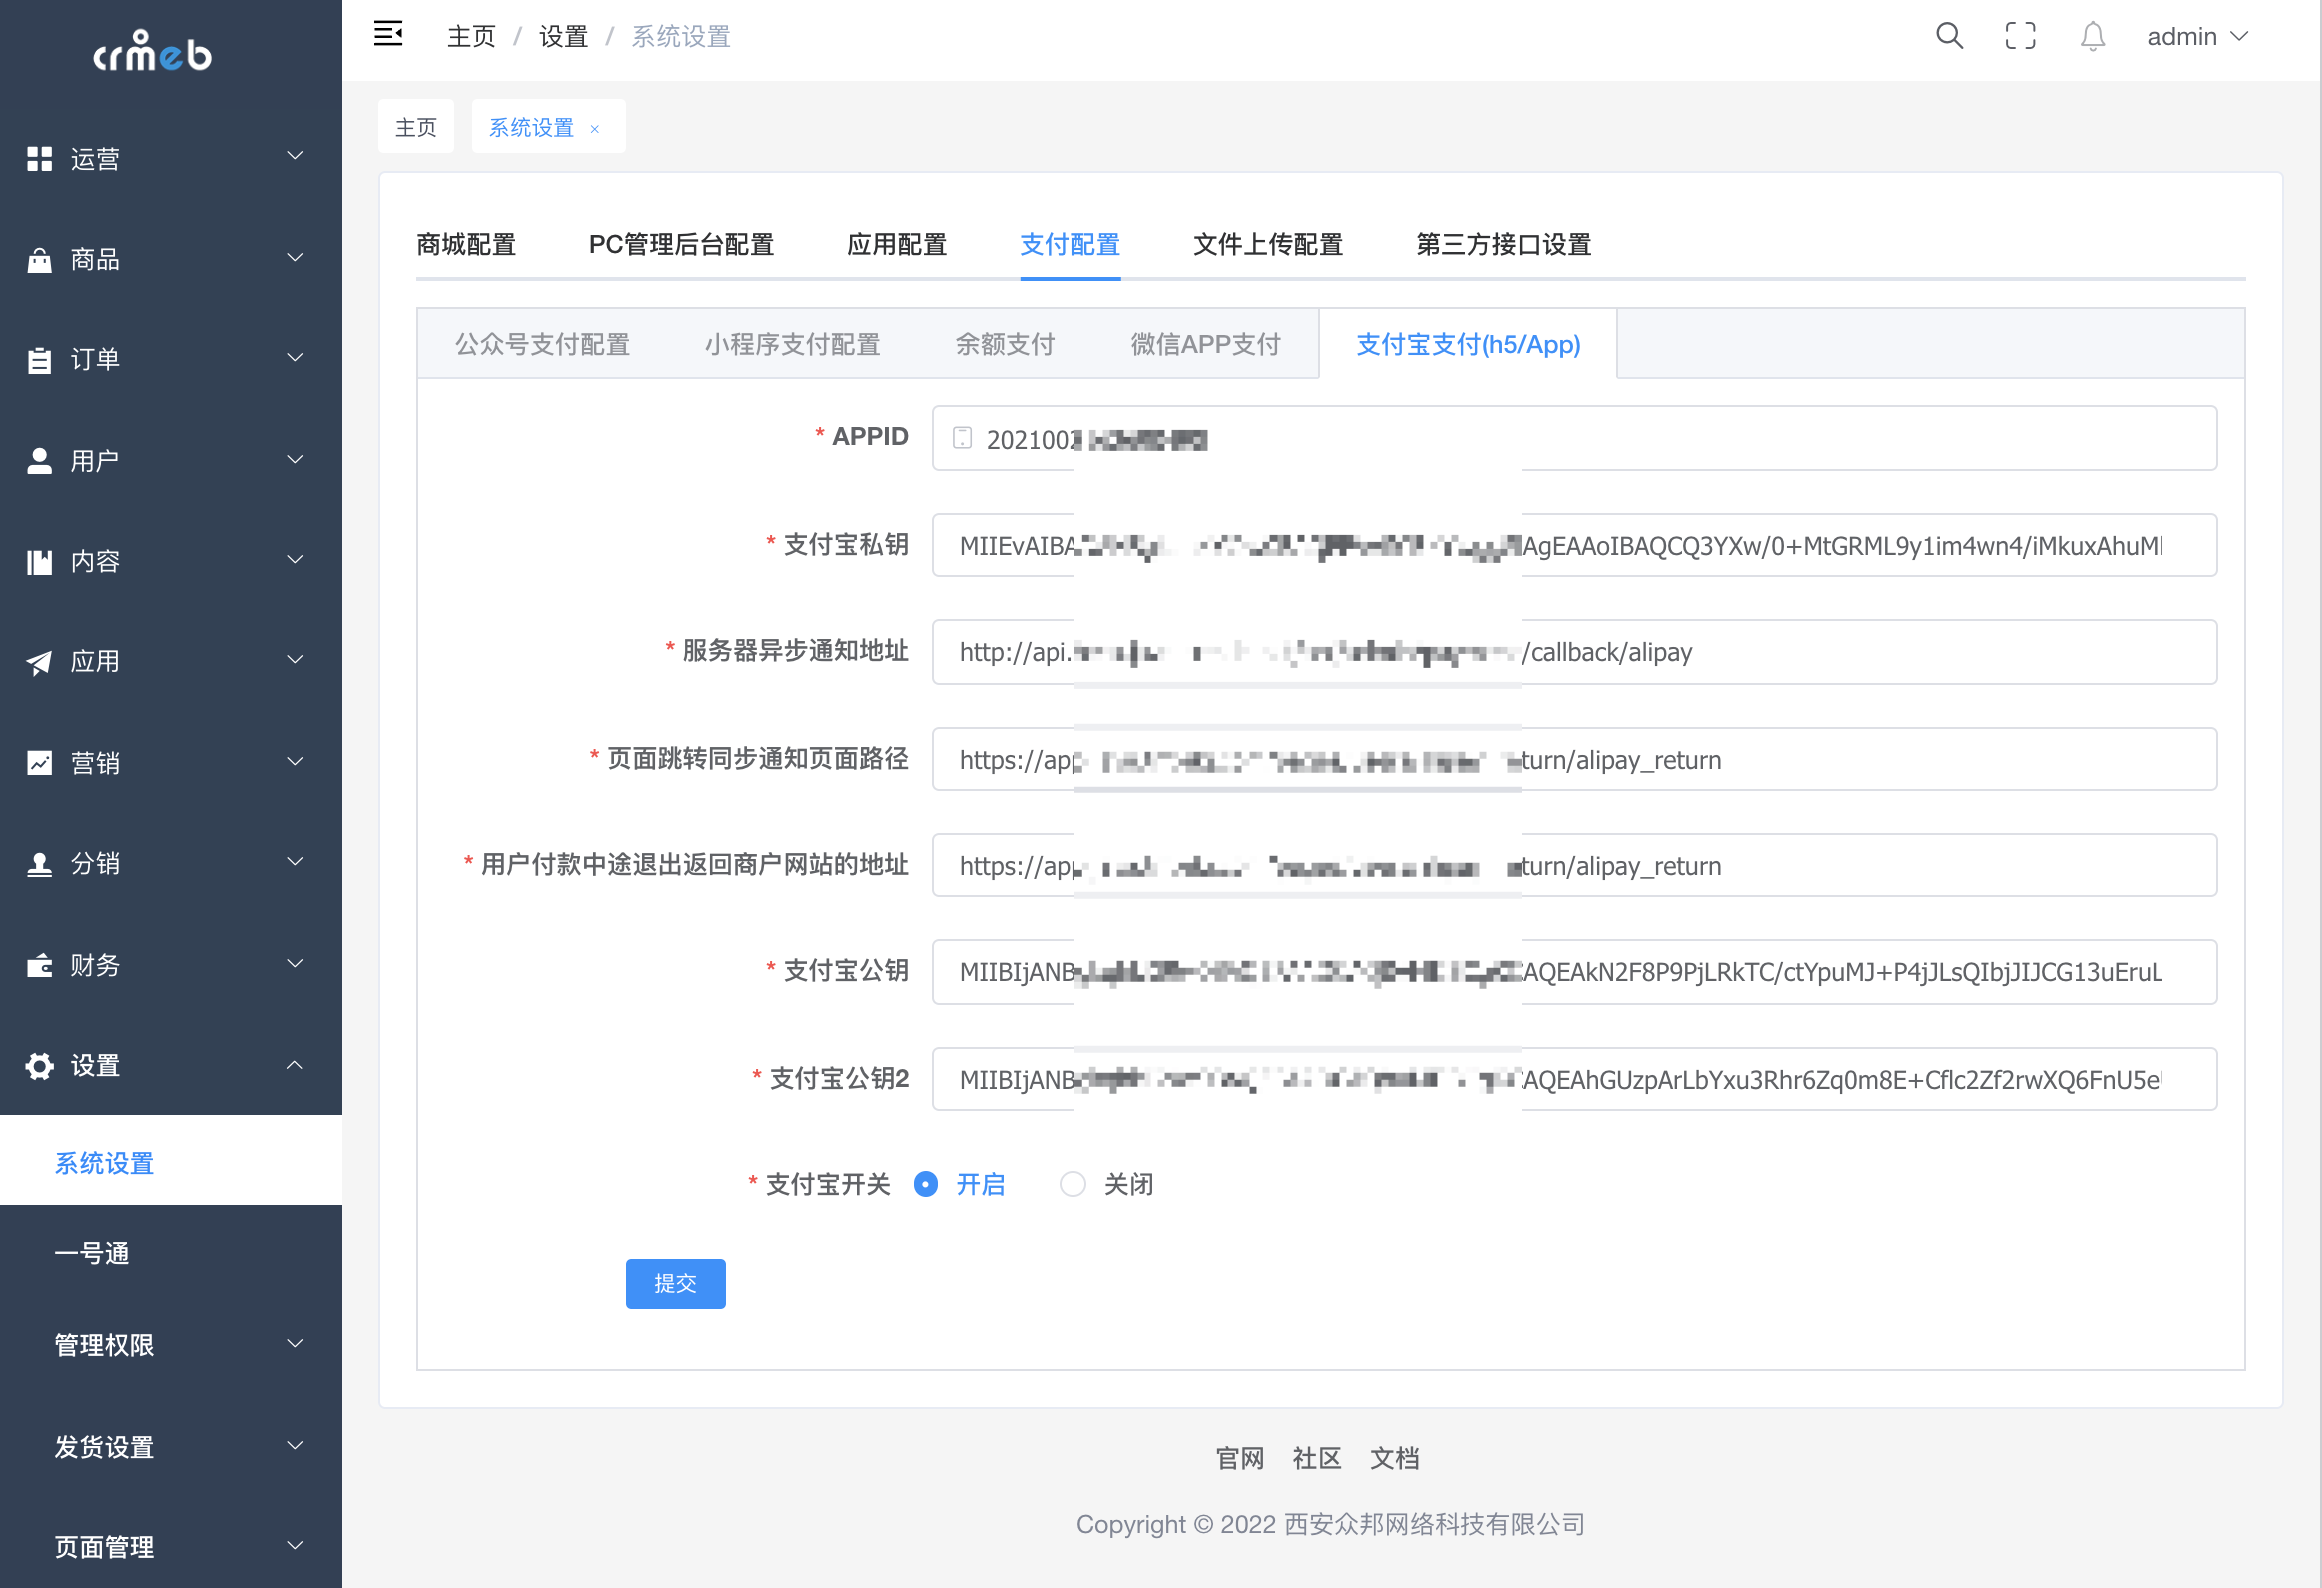 crmeb
主页 / 设置 / 系统设置
admin
主页
系统设置 ×
运营
商品
订单
用户
内容
应用
营销
分销
财务
设置
系统设置
一号通
管理权限
发货设置
页面管理
商城配置 PC管理后台配置 应用配置 支付配置 文件上传配置 第三方接口设置
公众号支付配置 小程序支付配置 余额支付 微信APP支付 支付宝支付(h5/App)
* APPID 2021002
* 支付宝私钥 MIIEvAIBA AgEAAoIBAQCQ3YXw/0+MtGRML9y1im4wn4/iMkuxAhuM
* 服务器异步通知地址 http://api. /callback/alipay
* 页面跳转同步通知页面路径 https://app turn/alipay_return
* 用户付款中途退出返回商户网站的地址 https://app turn/alipay_return
* 支付宝公钥 MIIBIjANB AQEAkN2F8P9PjLRkTC/ctYpuMJ+P4jJLsQIbjJIJCG13uEruL
* 支付宝公钥2 MIIBIjANB AQEAhGUzpArLbYxu3Rhr6Zq0m8E+Cflc2Zf2rwXQ6FnU5e
* 支付宝开关 开启 关闭
提交
官网 社区 文档
Copyright © 2022 西安众邦网络科技有限公司